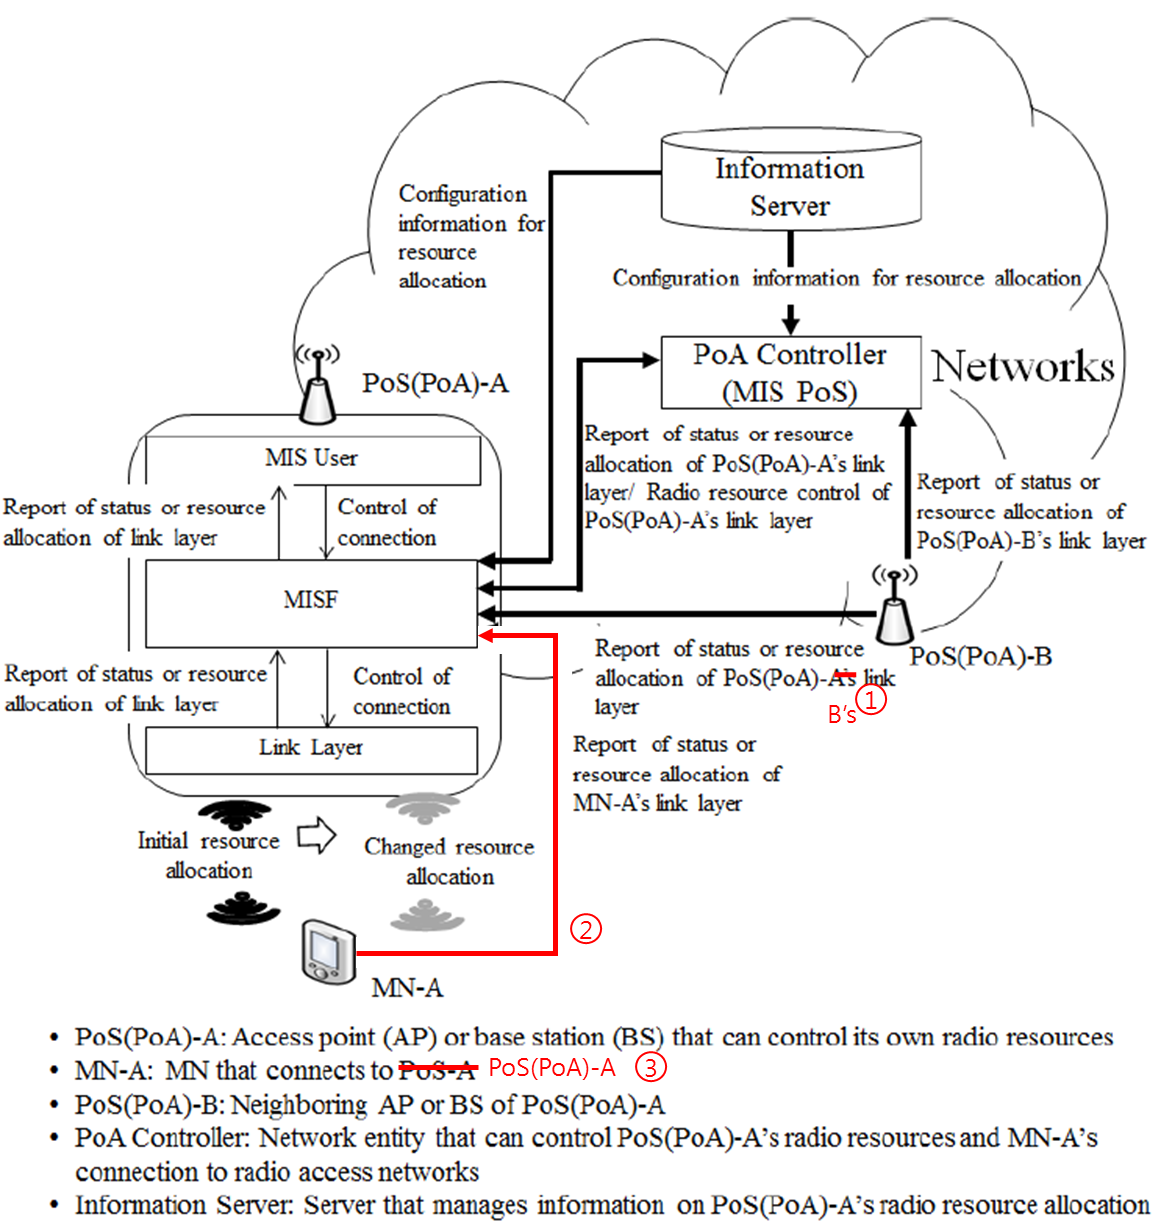 Information
Server
Configuration
information for
resource
allocation
Configuration information for resource allocation
PoA Controller
(MIS PoS)
Networks
PoS(PoA)-A
MIS User
Report of status or resource
allocation of link layer
Control of
connection
MISF
Report of status or resource
allocation of PoS(PoA)-A's link
layer/ Radio resource control of
PoS(PoA)-A's link layer
Report of status or
resource allocation of
PoS(PoA)-B's link layer
PoS(PoA)-B
Report of status or resource
allocation of PoS(PoA)-A's link
layer
B's
①
Report of status or resource
allocation of link layer
Control of
connection
Link Layer
Report of status or
resource allocation of
MN-A's link layer
Initial resource
allocation
Changed resource
allocation
②
MN-A
• PoS(PoA)-A: Access point (AP) or base station (BS) that can control its own radio resources
• MN-A: MN that connects to PoS-A PoS(PoA)-A ③
• PoS(PoA)-B: Neighboring AP or BS of PoS(PoA)-A
• PoA Controller: Network entity that can control PoS(PoA)-A's radio resources and MN-A's
connection to radio access networks
• Information Server: Server that manages information on PoS(PoA)-A's radio resource allocation